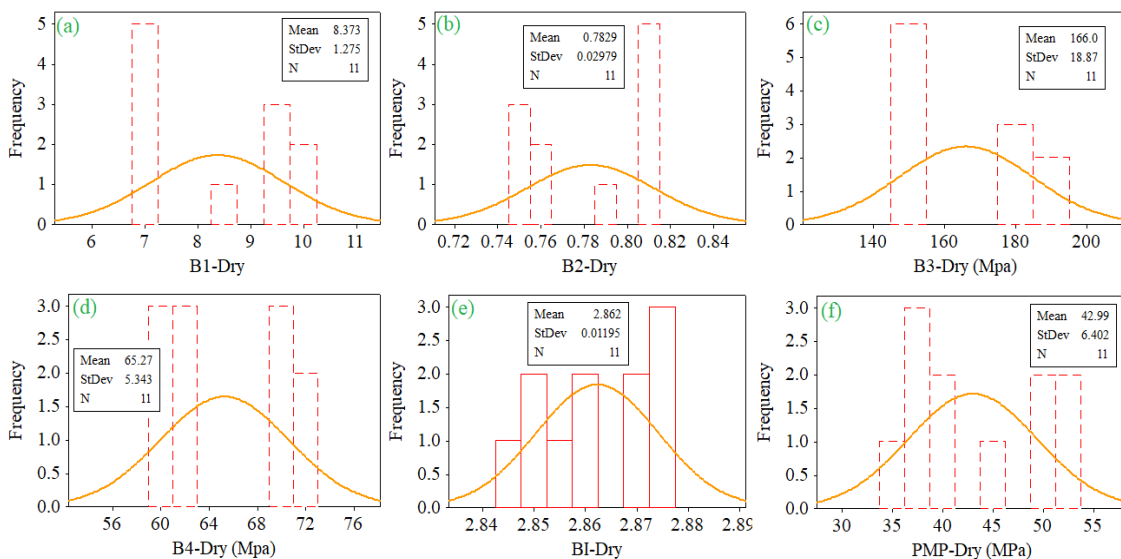 (a)
Mean 8.373
StDev 1.275
N 11
Frequency
5
4
3
2
1
0
6 7 8 9 10 11
B1-Dry
(b)
Mean 0.7829
StDev 0.02979
N 11
Frequency
5
4
3
2
1
0
0.72 0.74 0.76 0.78 0.80 0.82 0.84
B2-Dry
(c)
Mean 166.0
StDev 18.87
N 11
Frequency
6
5
4
3
2
1
0
140 160 180 200
B3-Dry (Mpa)
(d)
Mean 65.27
StDev 5.343
N 11
Frequency
3.0
2.5
2.0
1.5
1.0
0.5
0.0
56 60 64 68 72 76
B4-Dry (Mpa)
(e)
Mean 2.862
StDev 0.01195
N 11
Frequency
3.0
2.5
2.0
1.5
1.0
0.5
0.0
2.84 2.85 2.86 2.87 2.88 2.89
BI-Dry
(f)
Mean 42.99
StDev 6.402
N 11
Frequency
3.0
2.5
2.0
1.5
1.0
0.5
0.0
30 35 40 45 50 55
PMP-Dry (MPa)